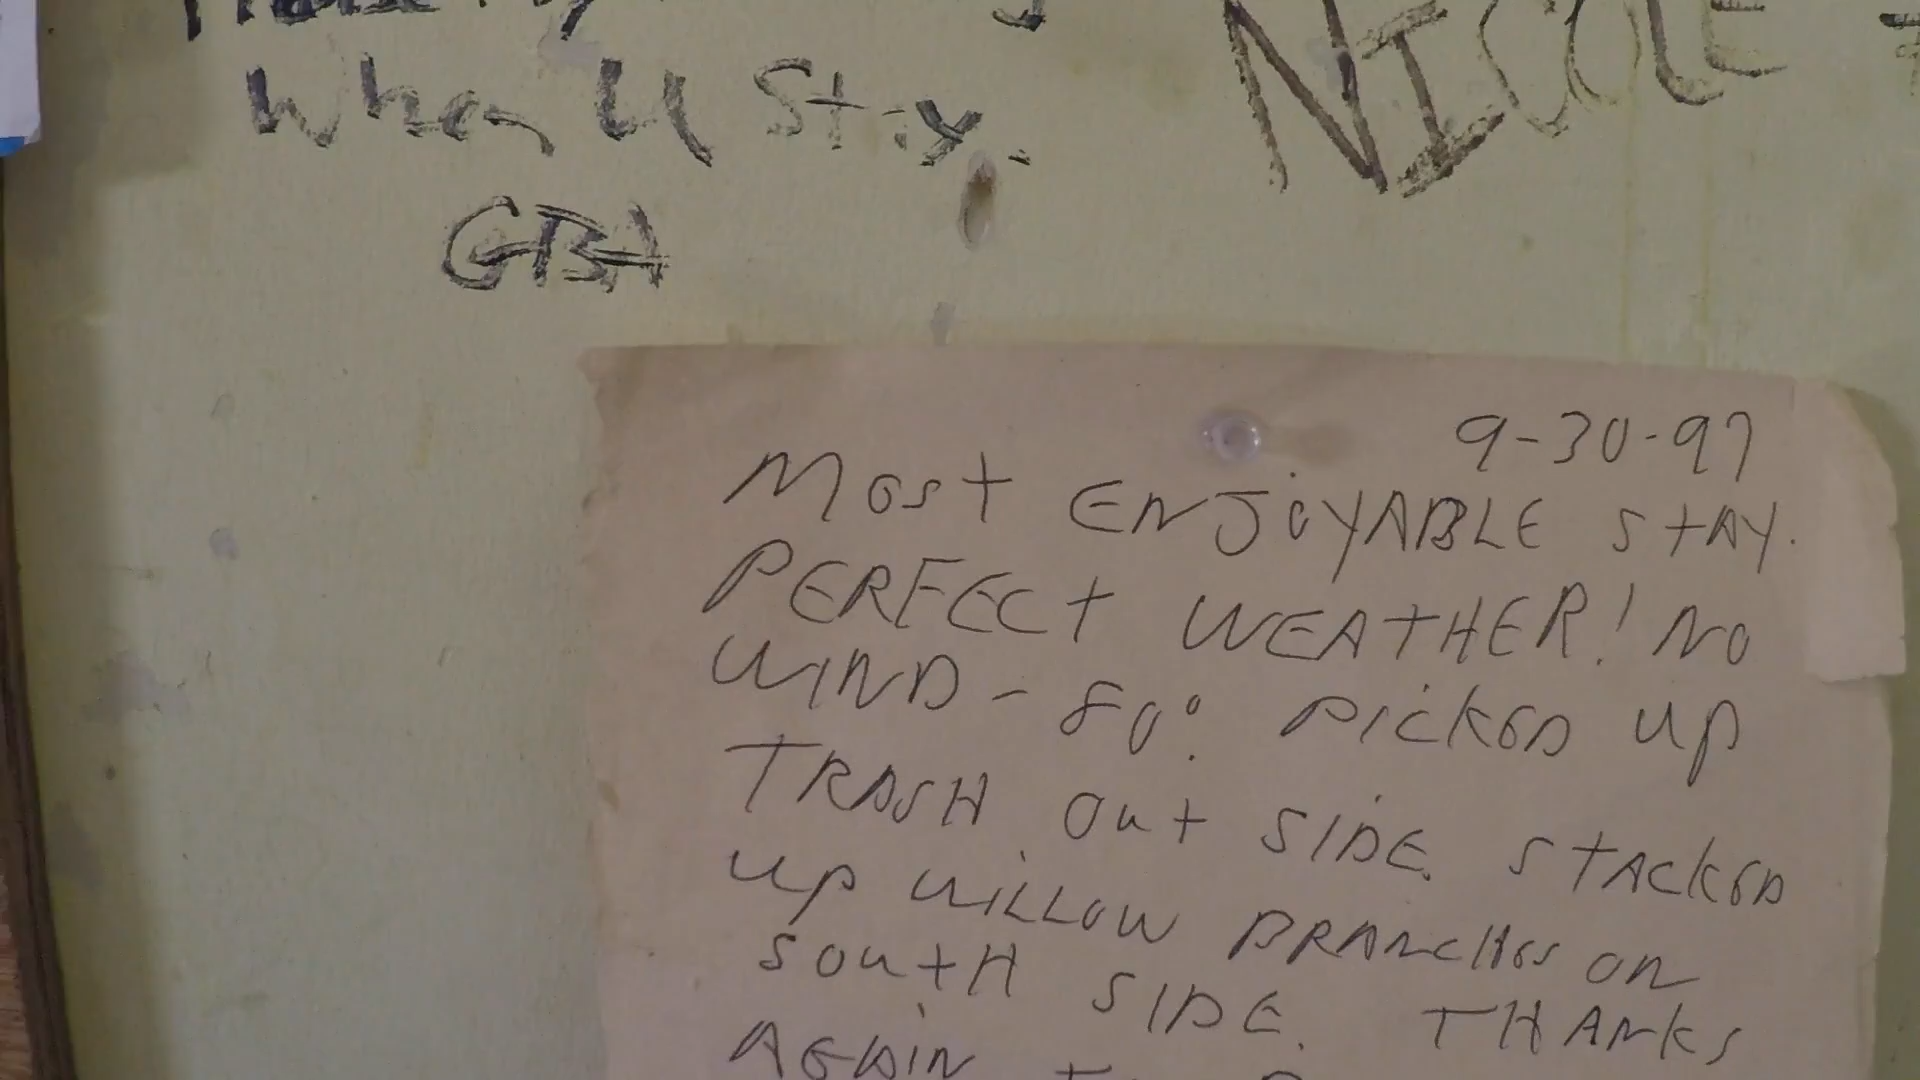 When U Stay.
GBA
NICOLE
9-30-97
Most ENJOYABLE STAY.
PERFECT WEATHER! NO
WIND - 80°. PICKED UP
TRASH OUT SIDE. STACKED
UP WILLOW BRANCHES ON
SOUTH SIDE. THANKS
AGAIN